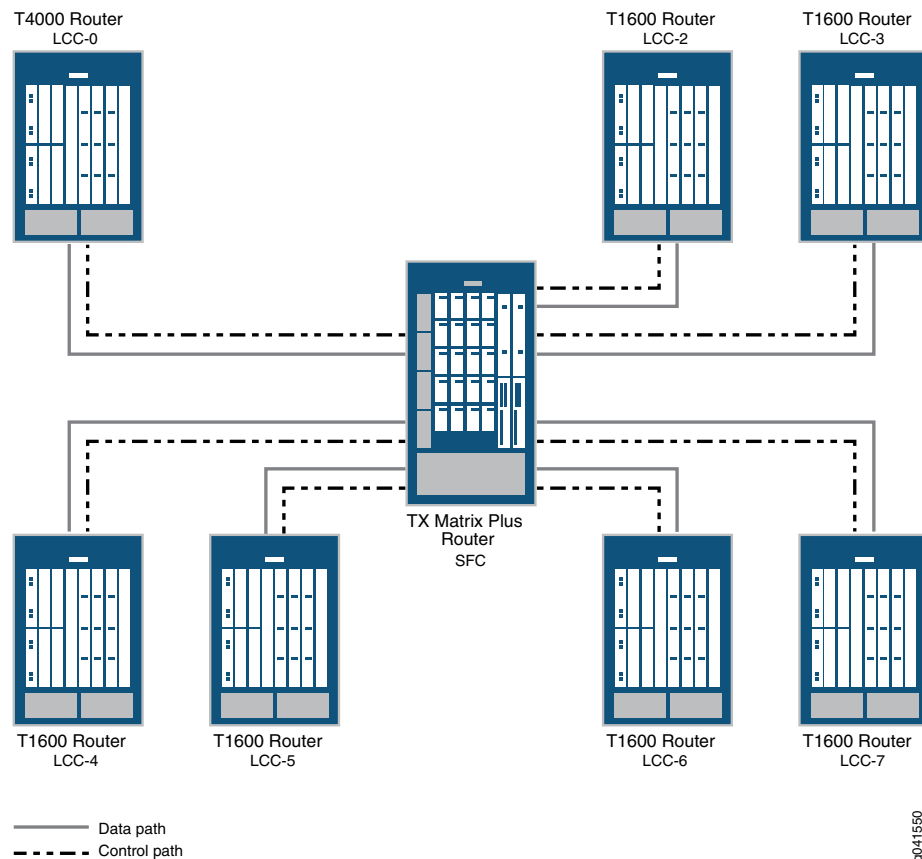 T4000 Router
LCC-0
T1600 Router
LCC-2
T1600 Router
LCC-3
TX Matrix Plus
Router
SFC
T1600 Router
LCC-4
T1600 Router
LCC-5
T1600 Router
LCC-6
T1600 Router
LCC-7
Data path
Control path
g041550